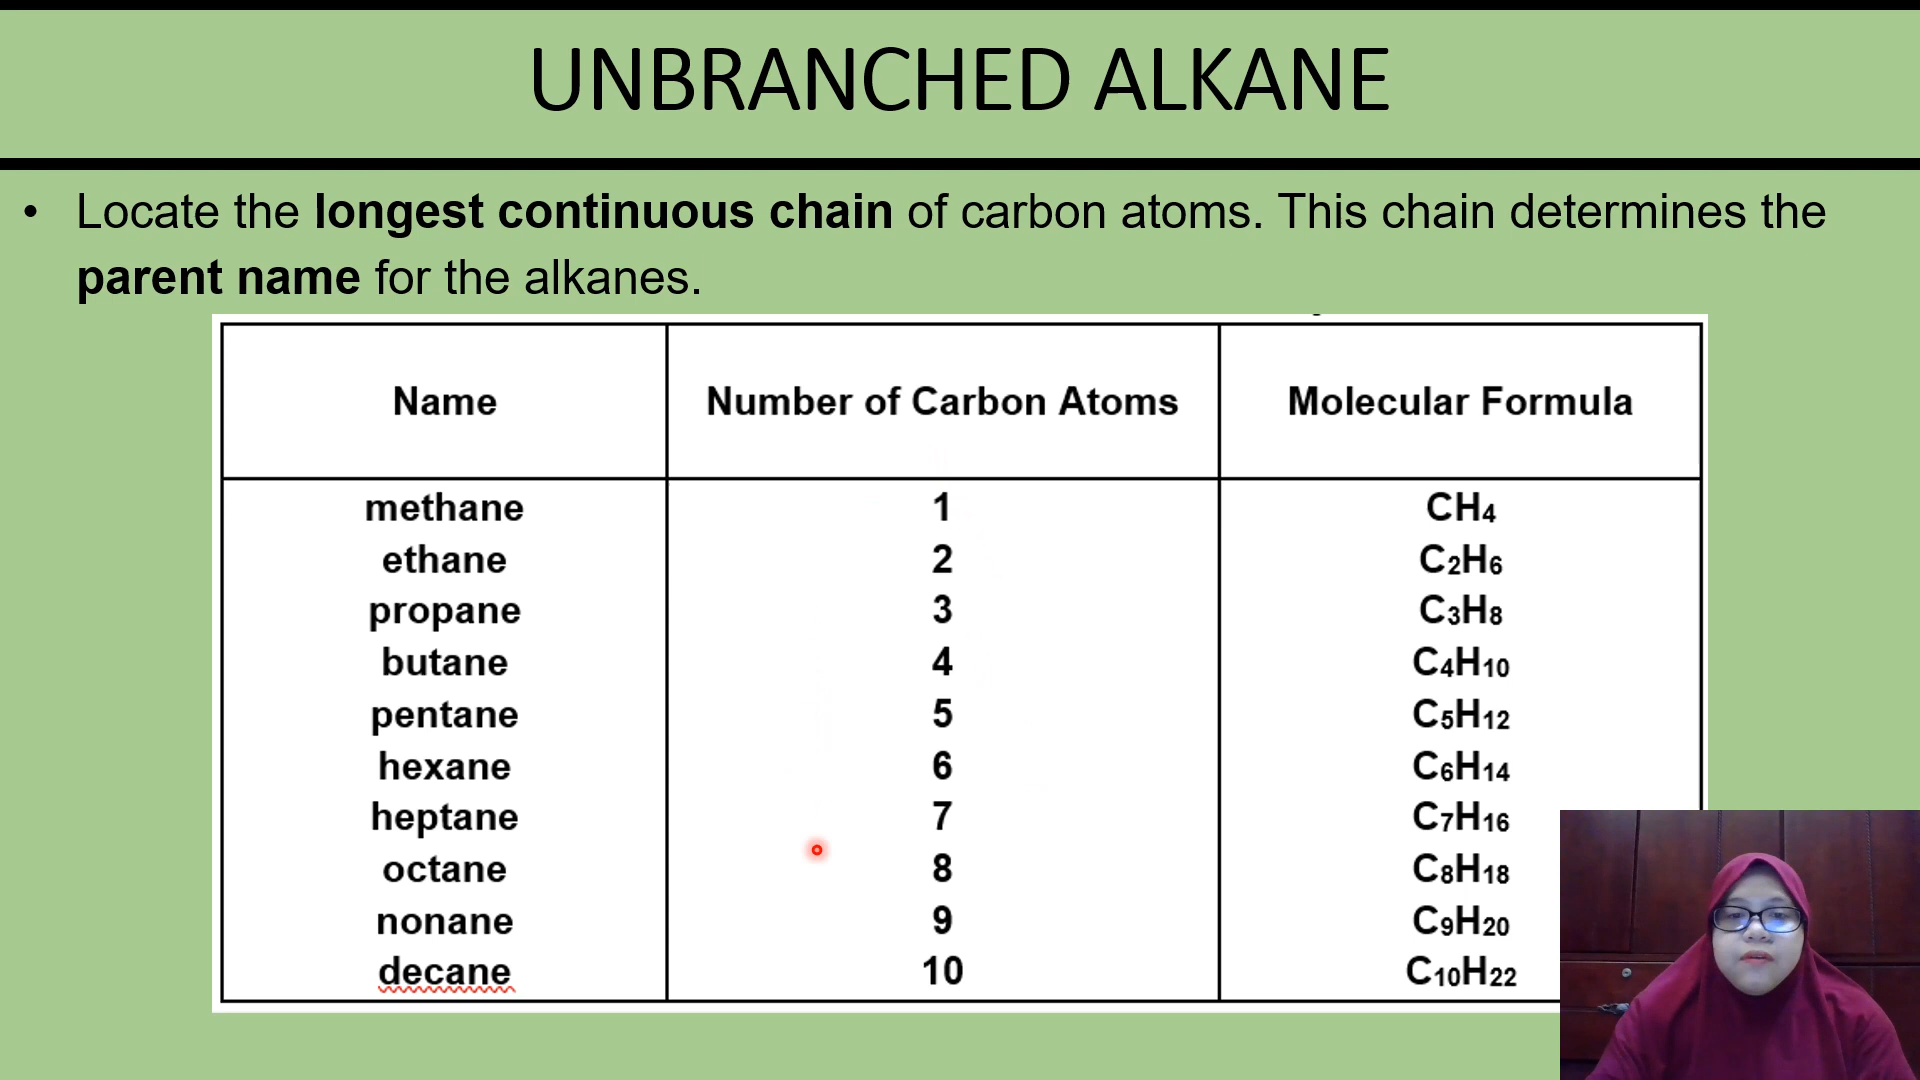 UNBRANCHED ALKANE
• Locate the longest continuous chain of carbon atoms. This chain determines the
parent name for the alkanes.
Name Number of Carbon Atoms Molecular Formula
methane 1 CH₄
ethane 2 C₂H₆
propane 3 C₃H₈
butane 4 C₄H₁₀
pentane 5 C₅H₁₂
hexane 6 C₆H₁₄
heptane 7 C₇H₁₆
octane 8 C₈H₁₈
nonane 9 C₉H₂₀
decane 10 C₁₀H₂₂